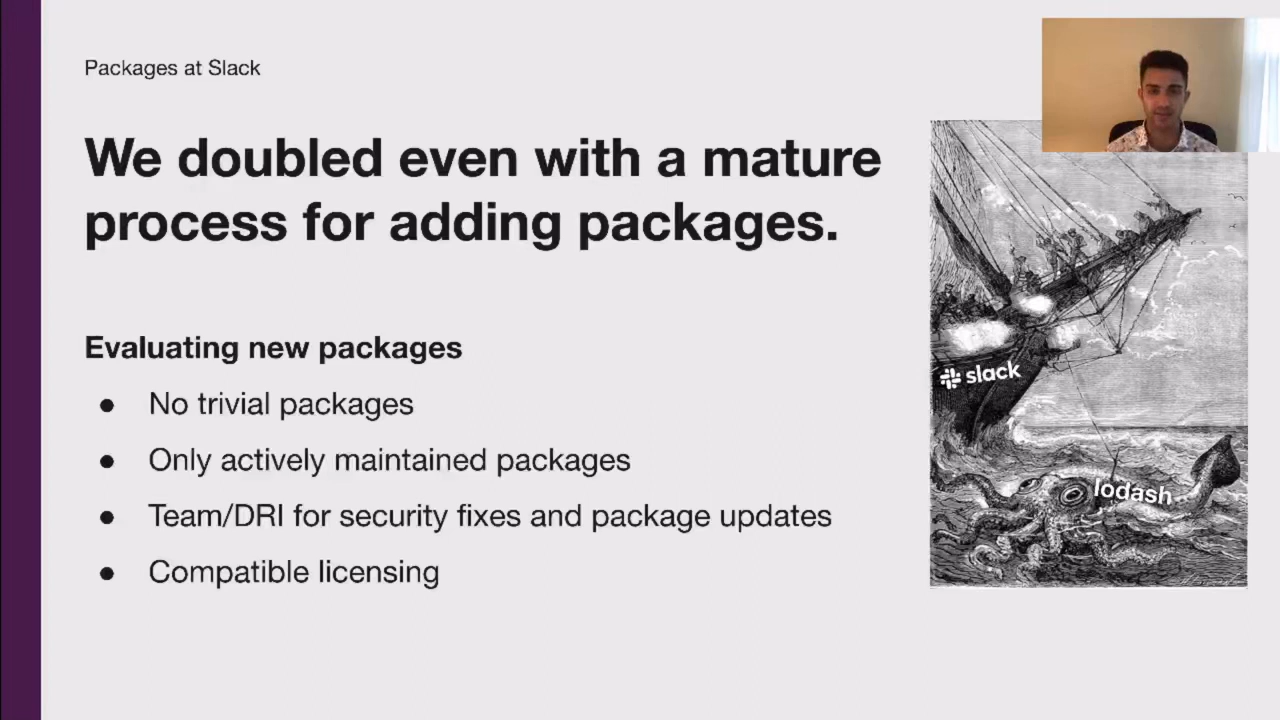 Packages at Slack
We doubled even with a mature
process for adding packages.
Evaluating new packages
● No trivial packages
● Only actively maintained packages
● Team/DRI for security fixes and package updates
● Compatible licensing
slack
lodash